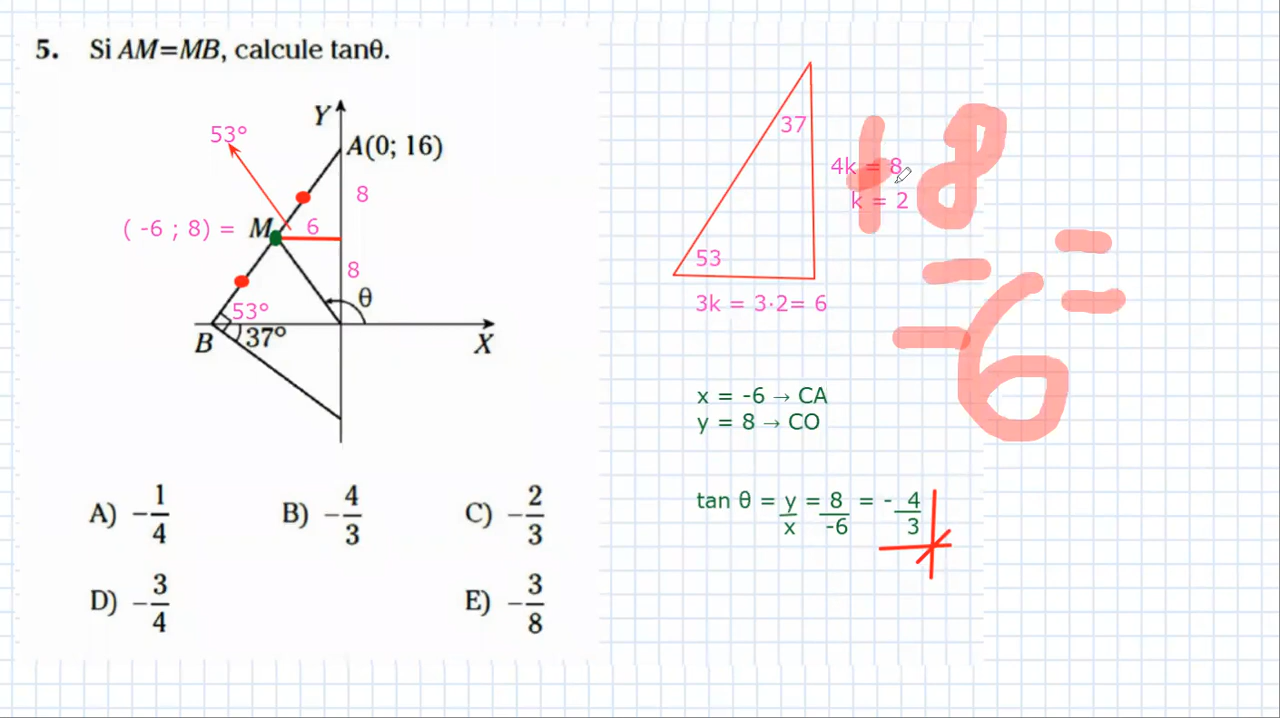 5. Si AM=MB, calcule tanθ.
Y
53°
A(0; 16)
8
( -6 ; 8) = M 6
8
θ
53°
B 37° X
A) -1/4 B) -4/3 C) -2/3
D) -3/4 E) -3/8
37
4k = 8
k = 2
53
3k = 3·2= 6
+8 =
-6
x = -6 → CA
y = 8 → CO
tan θ = y/x = 8/-6 = - 4/3